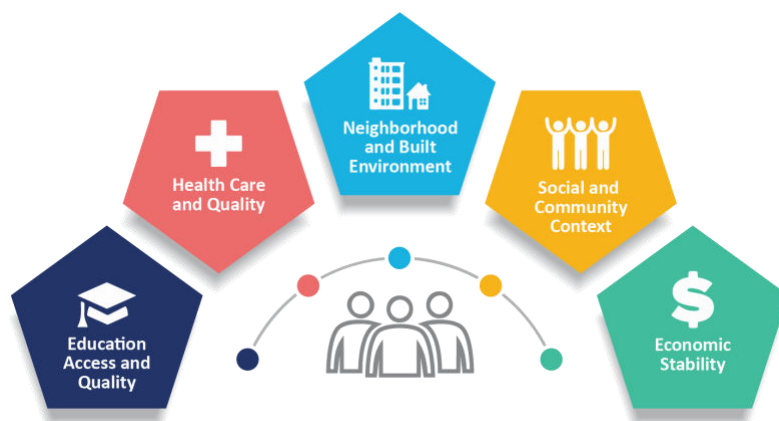 Education
Access and
Quality
Health Care
and Quality
Neighborhood
and Built
Environment
Social and
Community
Context
$
Economic
Stability